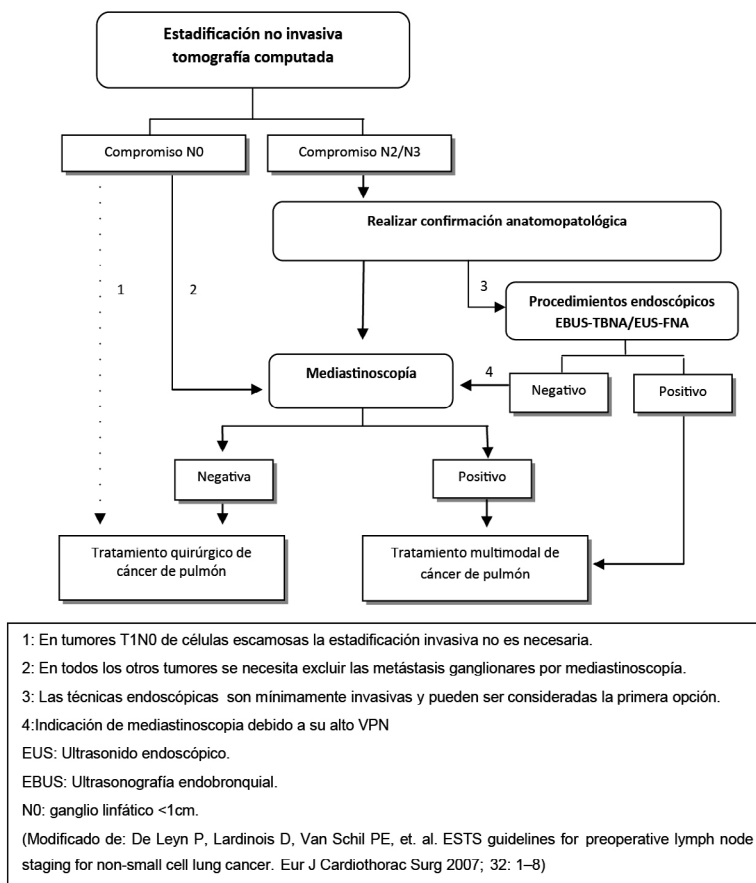 Estadificación no invasiva
tomografía computada
Compromiso N0
Compromiso N2/N3
Realizar confirmación anatomopatológica
1
2
3
Procedimientos endoscópicos
EBUS-TBNA/EUS-FNA
Mediastinoscopía
4
Negativo
Positivo
Negativa
Positivo
Tratamiento quirúrgico de
cáncer de pulmón
Tratamiento multimodal de
cáncer de pulmón
1: En tumores T1N0 de células escamosas la estadificación invasiva no es necesaria.
2: En todos los otros tumores se necesita excluir las metástasis ganglionares por mediastinoscopía.
3: Las técnicas endoscópicas son mínimamente invasivas y pueden ser consideradas la primera opción.
4:Indicación de mediastinoscopia debido a su alto VPN
EUS: Ultrasonido endoscópico.
EBUS: Ultrasonografía endobronquial.
N0: ganglio linfático <1cm.
(Modificado de: De Leyn P, Lardinois D, Van Schil PE, et. al. ESTS guidelines for preoperative lymph node
staging for non-small cell lung cancer. Eur J Cardiothorac Surg 2007; 32: 1–8)